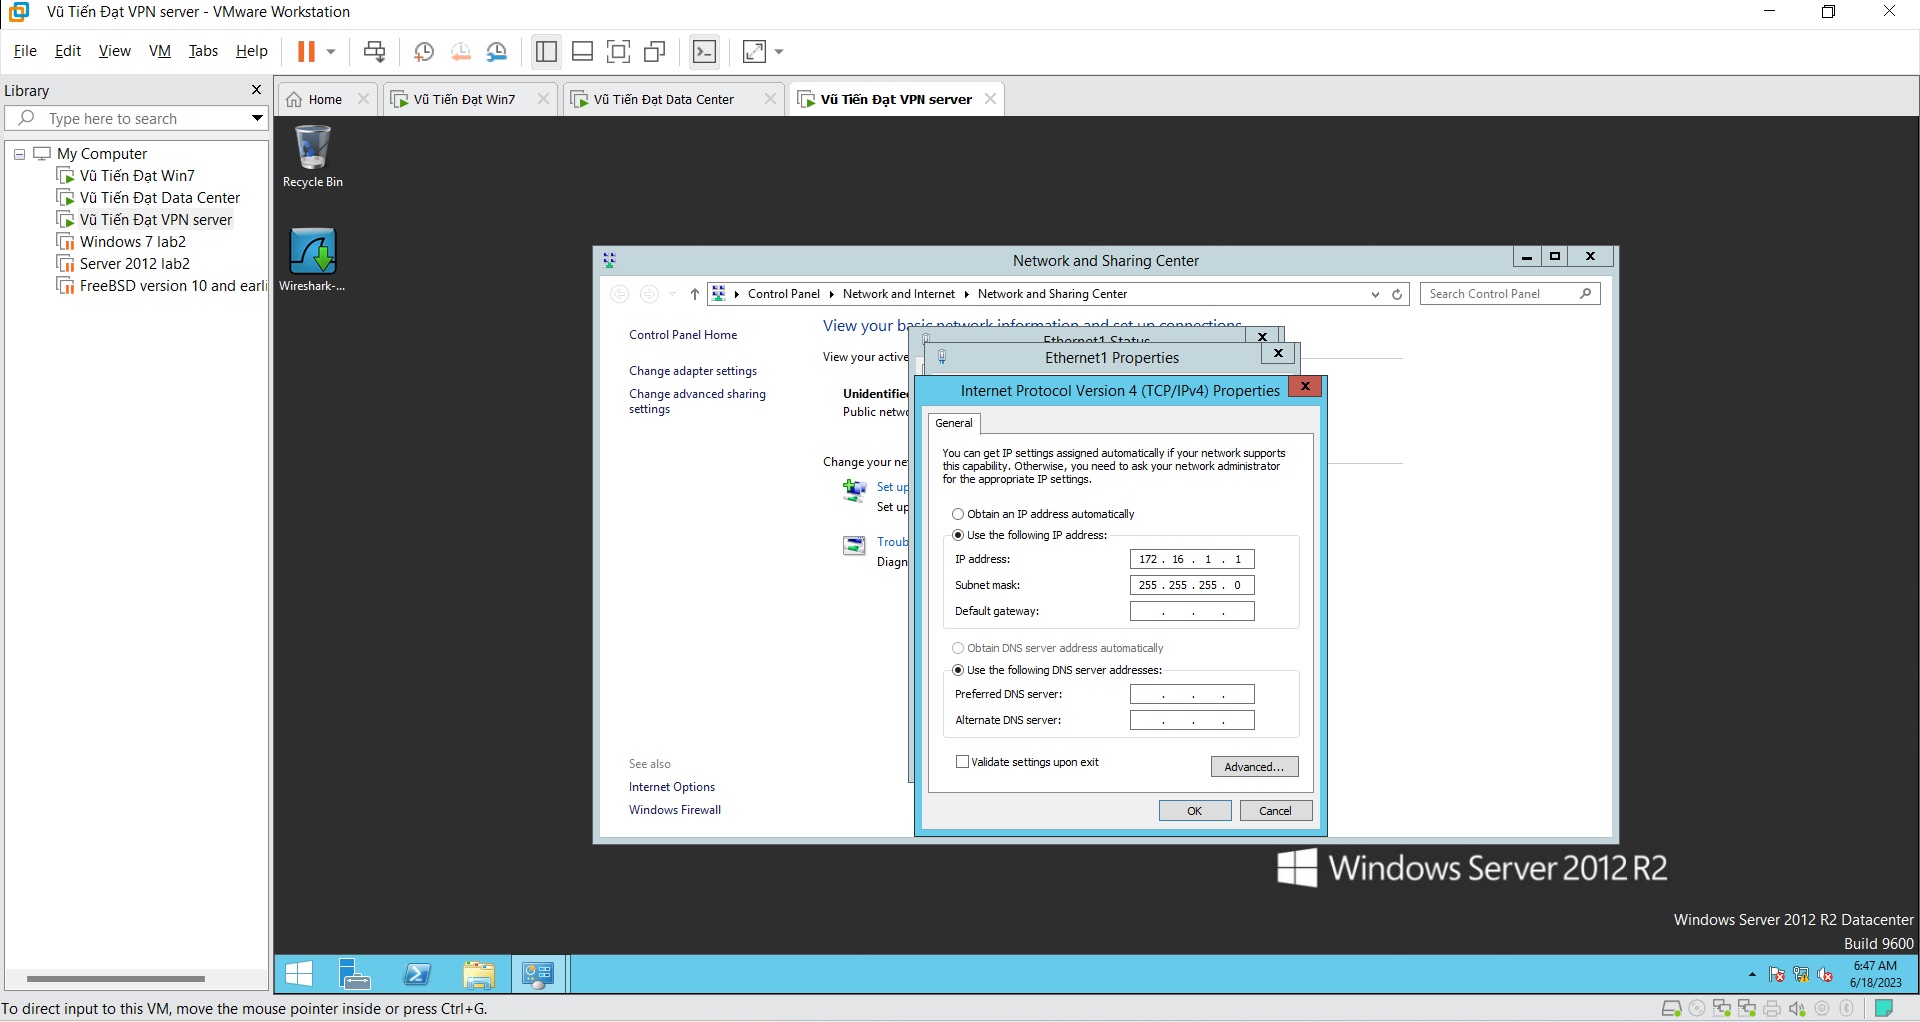 Vũ Tiến Đạt VPN server - VMware Workstation
File Edit View VM Tabs Help
Library
Type here to search
My Computer
Vũ Tiến Đạt Win7
Vũ Tiến Đạt Data Center
Vũ Tiến Đạt VPN server
Windows 7 lab2
Server 2012 lab2
FreeBSD version 10 and earli
Home
Vũ Tiến Đạt Win7
Vũ Tiến Đạt Data Center
Vũ Tiến Đạt VPN server
Recycle Bin
Wireshark-...
Network and Sharing Center
Control Panel Network and Internet Network and Sharing Center
Search Control Panel
Control Panel Home
Change adapter settings
Change advanced sharing
settings
See also
Internet Options
Windows Firewall
View your basic network information and set up connections
View your active
Unidentified
Public netwo
Change your ne
Set up
Set up
Troub
Diagn
Ethernet1 Status
Ethernet1 Properties
Internet Protocol Version 4 (TCP/IPv4) Properties
General
You can get IP settings assigned automatically if your network supports
this capability. Otherwise, you need to ask your network administrator
for the appropriate IP settings.
Obtain an IP address automatically
Use the following IP address:
IP address: 172 . 16 . 1 . 1
Subnet mask: 255 . 255 . 255 . 0
Default gateway: . . .
Obtain DNS server address automatically
Use the following DNS server addresses:
Preferred DNS server: . . .
Alternate DNS server: . . .
Validate settings upon exit
Advanced...
OK Cancel
Windows Server 2012 R2
Windows Server 2012 R2 Datacenter
Build 9600
6:47 AM
6/18/2023
To direct input to this VM, move the mouse pointer inside or press Ctrl+G.